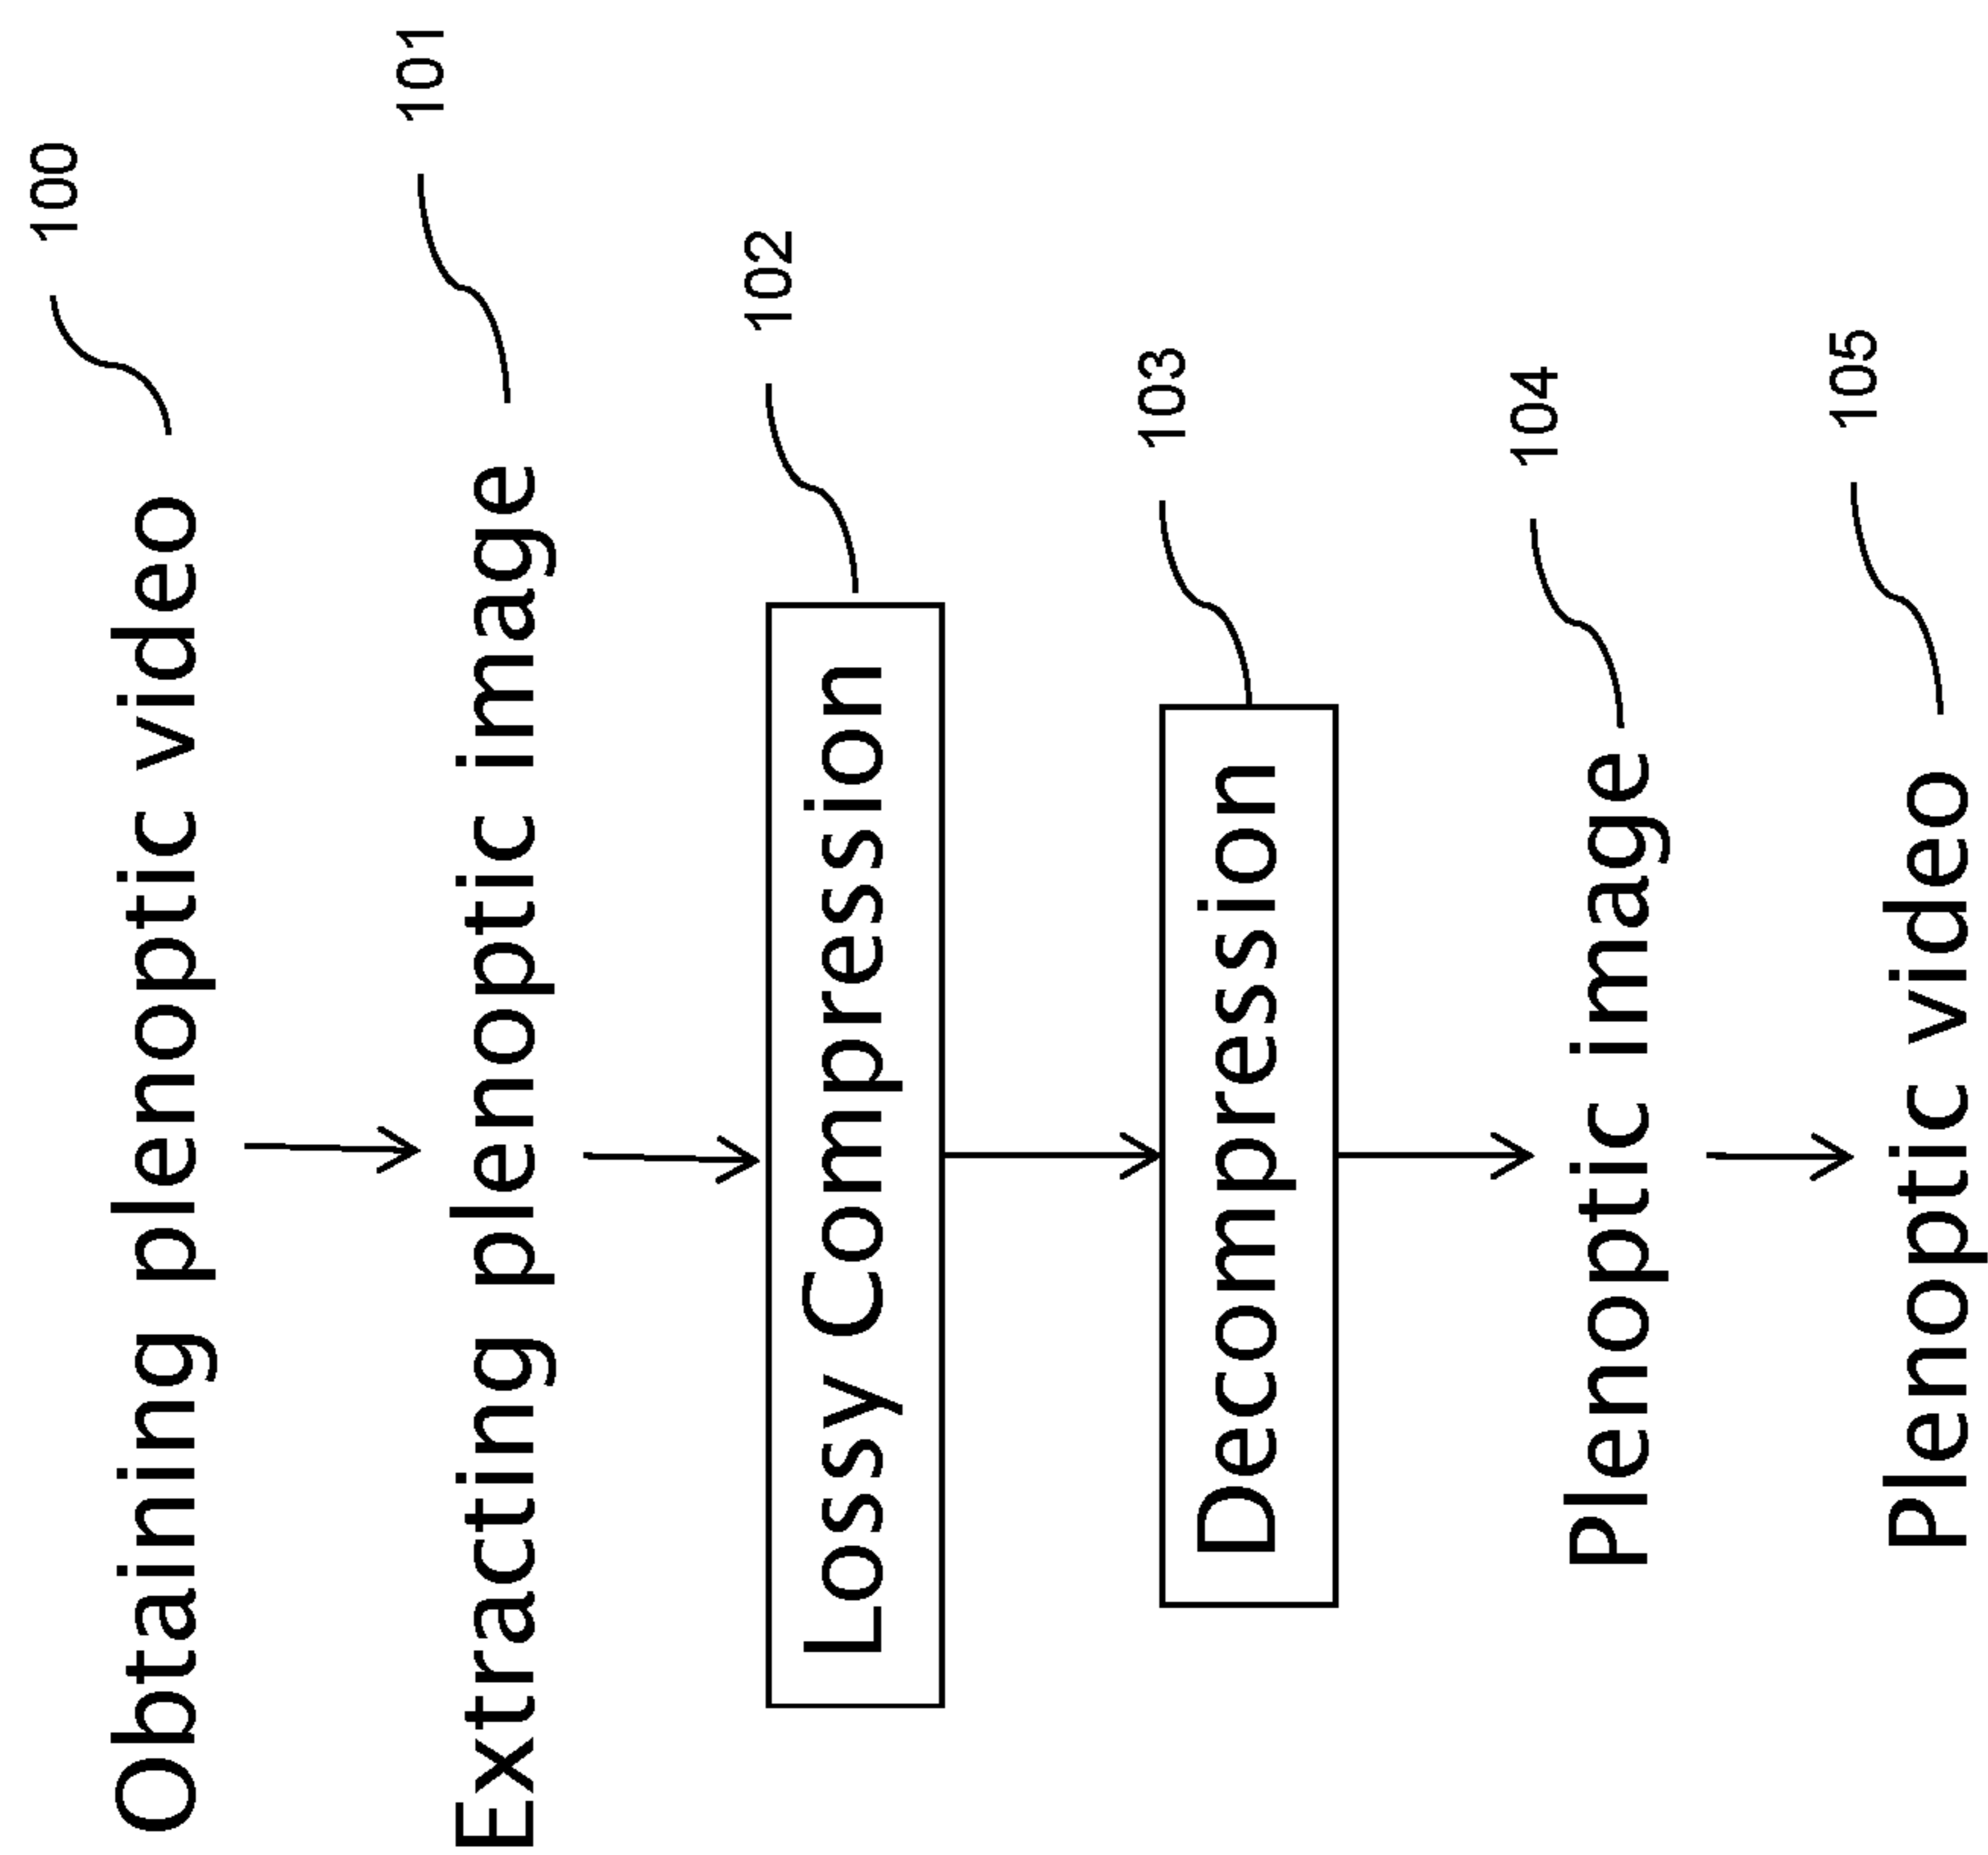 Obtaining plenoptic video
100
Extracting plenoptic image
101
Lossy Compression
102
Decompression
103
Plenoptic image
104
Plenoptic video
105